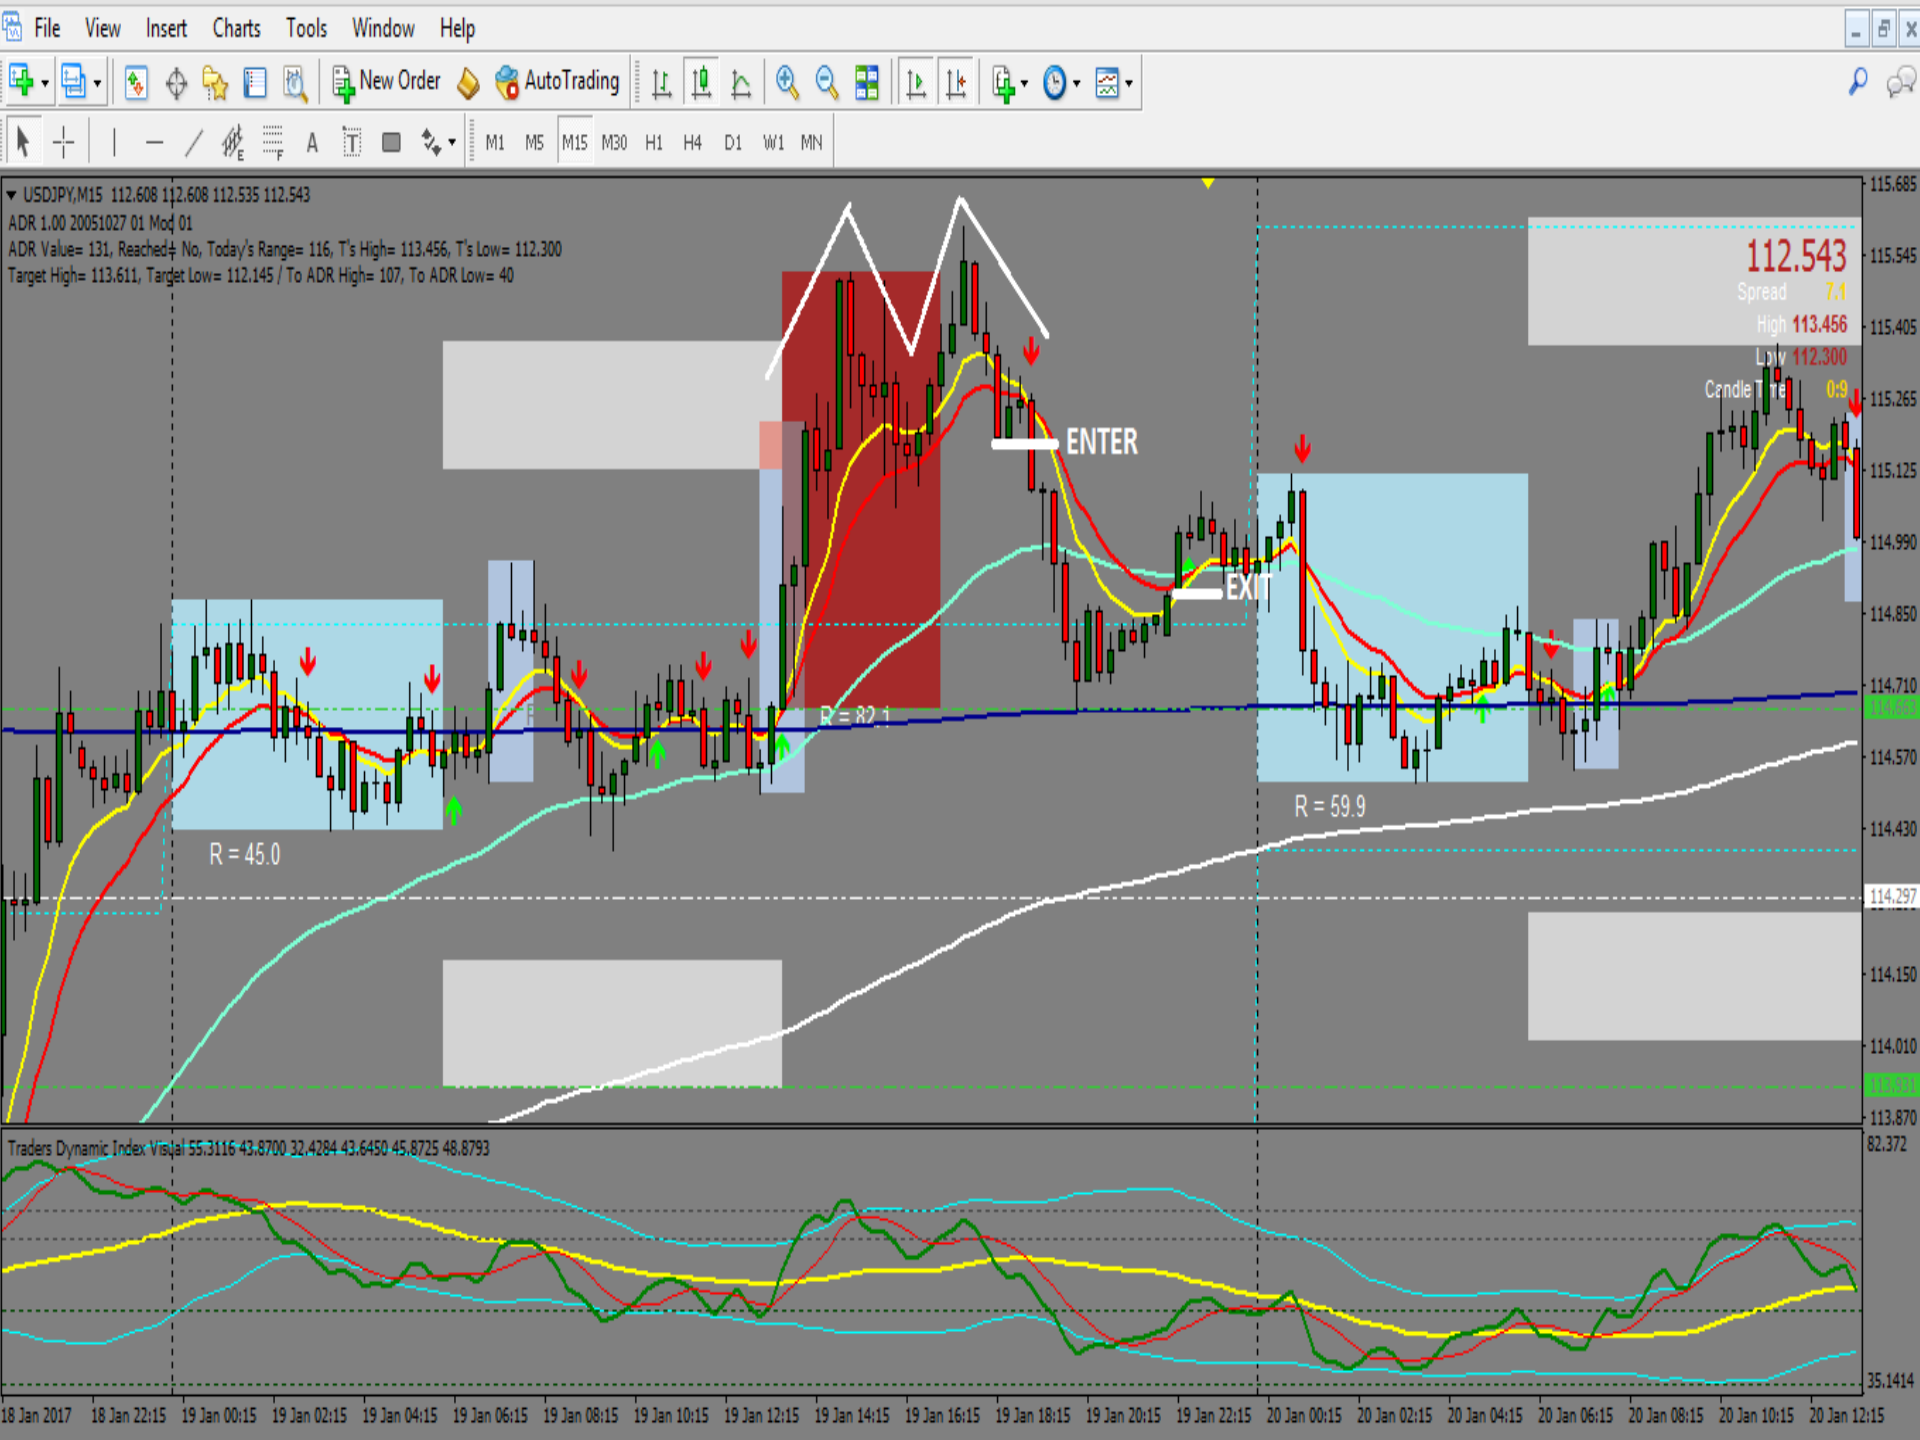 File View Insert Charts Tools Window Help
New Order AutoTrading
A T M1 M5 M15 M30 H1 H4 D1 W1 MN
USDJPY,M15 112.608 112.608 112.535 112.543
ADR 1.00 20051027 01 Mod 01
ADR Value= 131, Reached= No, Today's Range= 116, T's High= 113.456, T's Low= 112.300
Target High= 113.611, Target Low= 112.145 / To ADR High= 107, To ADR Low= 40
112.543
Spread 7.1
High 113.456
Low 112.300
Candle Time 0:9
ENTER
EXIT
R = 82.1
R = 59.9
R = 45.0
115.685
115.545
115.405
115.265
115.125
114.990
114.850
114.710
114.570
114.430
114.297
114.150
114.010
113.870
Traders Dynamic Index Visual 55.3116 43.8700 32.4284 43.6450 45.8725 48.8793
82.372
35.1414
18 Jan 2017 18 Jan 22:15 19 Jan 00:15 19 Jan 02:15 19 Jan 04:15 19 Jan 06:15 19 Jan 08:15 19 Jan 10:15 19 Jan 12:15 19 Jan 14:15 19 Jan 16:15 19 Jan 18:15 19 Jan 20:15 19 Jan 22:15 20 Jan 00:15 20 Jan 02:15 20 Jan 04:15 20 Jan 06:15 20 Jan 08:15 20 Jan 10:15 20 Jan 12:15